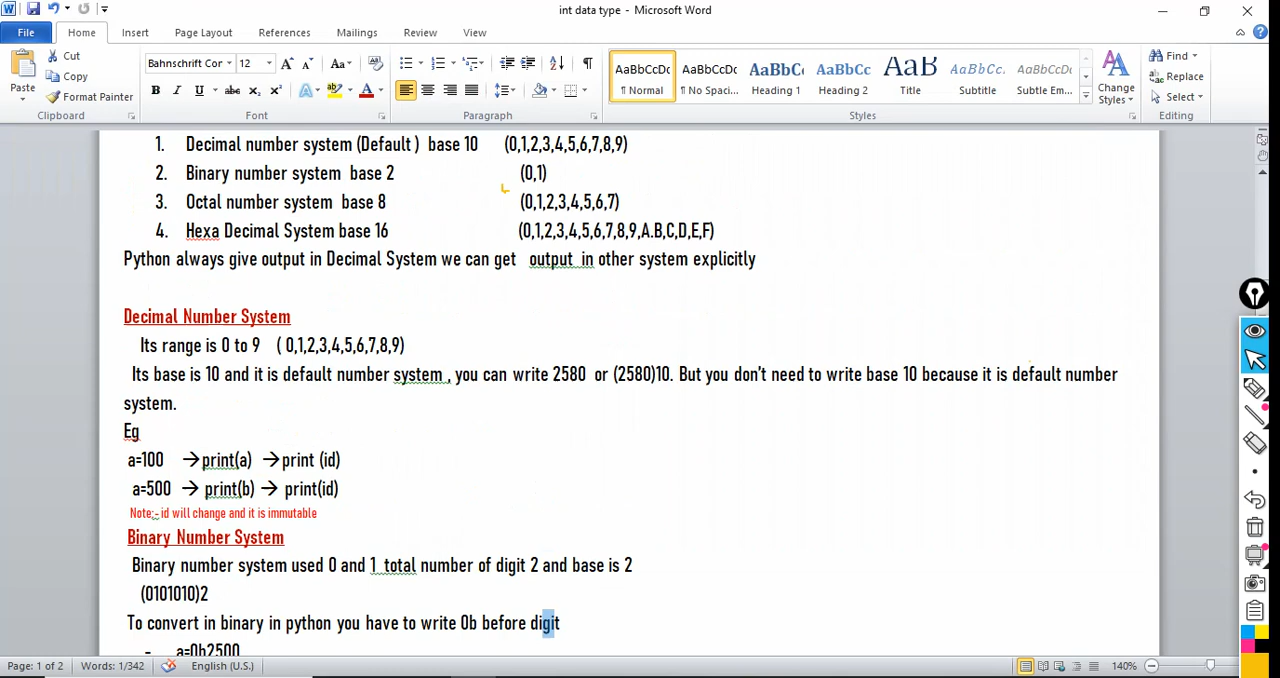 int data type - Microsoft Word
File Home Insert Page Layout References Mailings Review View
Paste Cut Copy Format Painter
Bahnschrift Cor 12
AaBbCcDc AaBbCcDc AaBbCc AaBbCc AaB AaBbCc. AaBbCcDc
¶ Normal ¶ No Spaci... Heading 1 Heading 2 Title Subtitle Subtle Em...
Change Styles
Find Replace Select
Clipboard Font Paragraph Styles Editing
1. Decimal number system (Default ) base 10 (0,1,2,3,4,5,6,7,8,9)
2. Binary number system base 2 (0,1)
3. Octal number system base 8 (0,1,2,3,4,5,6,7)
4. Hexa Decimal System base 16 (0,1,2,3,4,5,6,7,8,9,A.B,C,D,E,F)
Python always give output in Decimal System we can get output in other system explicitly
Decimal Number System
Its range is 0 to 9 ( 0,1,2,3,4,5,6,7,8,9)
Its base is 10 and it is default number system , you can write 2580 or (2580)10. But you don’t need to write base 10 because it is default number
system.
Eg
a=100 →print(a) →print (id)
a=500 → print(b) → print(id)
Note:- id will change and it is immutable
Binary Number System
Binary number system used 0 and 1 total number of digit 2 and base is 2
(0101010)2
To convert in binary in python you have to write 0b before digit
- a=0b2500
Page: 1 of 2 Words: 1/342 English (U.S.) 140%